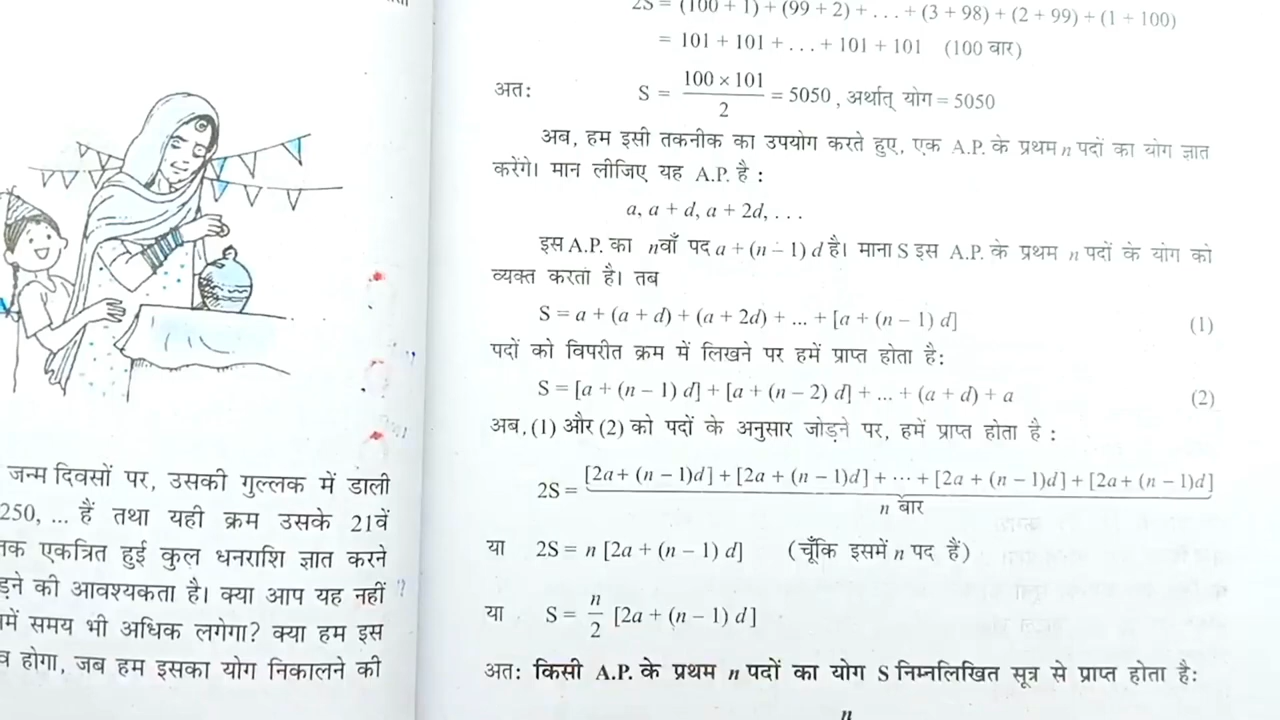 जन्म दिवसों पर, उसकी गुल्लक में डाली
250, ... हैं तथा यही क्रम उसके 21वें
एकत्रित हुई कुल धनराशि ज्ञात करने
की आवश्यकता है। क्या आप यह नहीं
समय भी अधिक लगेगा? क्या हम इस
होगा, जब हम इसका योग निकालने की
2S = (100 + 1) + (99 + 2) + . . . + (3 + 98) + (2 + 99) + (1 + 100)
= 101 + 101 + . . . + 101 + 101 (100 बार)
अत: S = \frac{100 × 101}{2} = 5050 , अर्थात् योग = 5050
अब, हम इसी तकनीक का उपयोग करते हुए, एक A.P. के प्रथम n पदों का योग ज्ञात
करेंगे। मान लीजिए यह A.P. है :
a, a + d, a + 2d, . . .
इस A.P. का nवाँ पद a + (n – 1) d है। माना S इस A.P. के प्रथम n पदों के योग को
व्यक्त करता है। तब
S = a + (a + d) + (a + 2d) + ... + [a + (n – 1) d] (1)
पदों को विपरीत क्रम में लिखने पर हमें प्राप्त होता है:
S = [a + (n – 1) d] + [a + (n – 2) d] + ... + (a + d) + a (2)
अब, (1) और (2) को पदों के अनुसार जोड़ने पर, हमें प्राप्त होता है :
2S = [2a + (n – 1)d] + [2a + (n – 1)d] + ··· + [2a + (n – 1)d] + [2a + (n – 1)d]
n बार
या 2S = n [2a + (n – 1) d] (चूँकि इसमें n पद हैं)
या S = \frac{n}{2} [2a + (n – 1) d]
अत: किसी A.P. के प्रथम n पदों का योग S निम्नलिखित सूत्र से प्राप्त होता है:
n